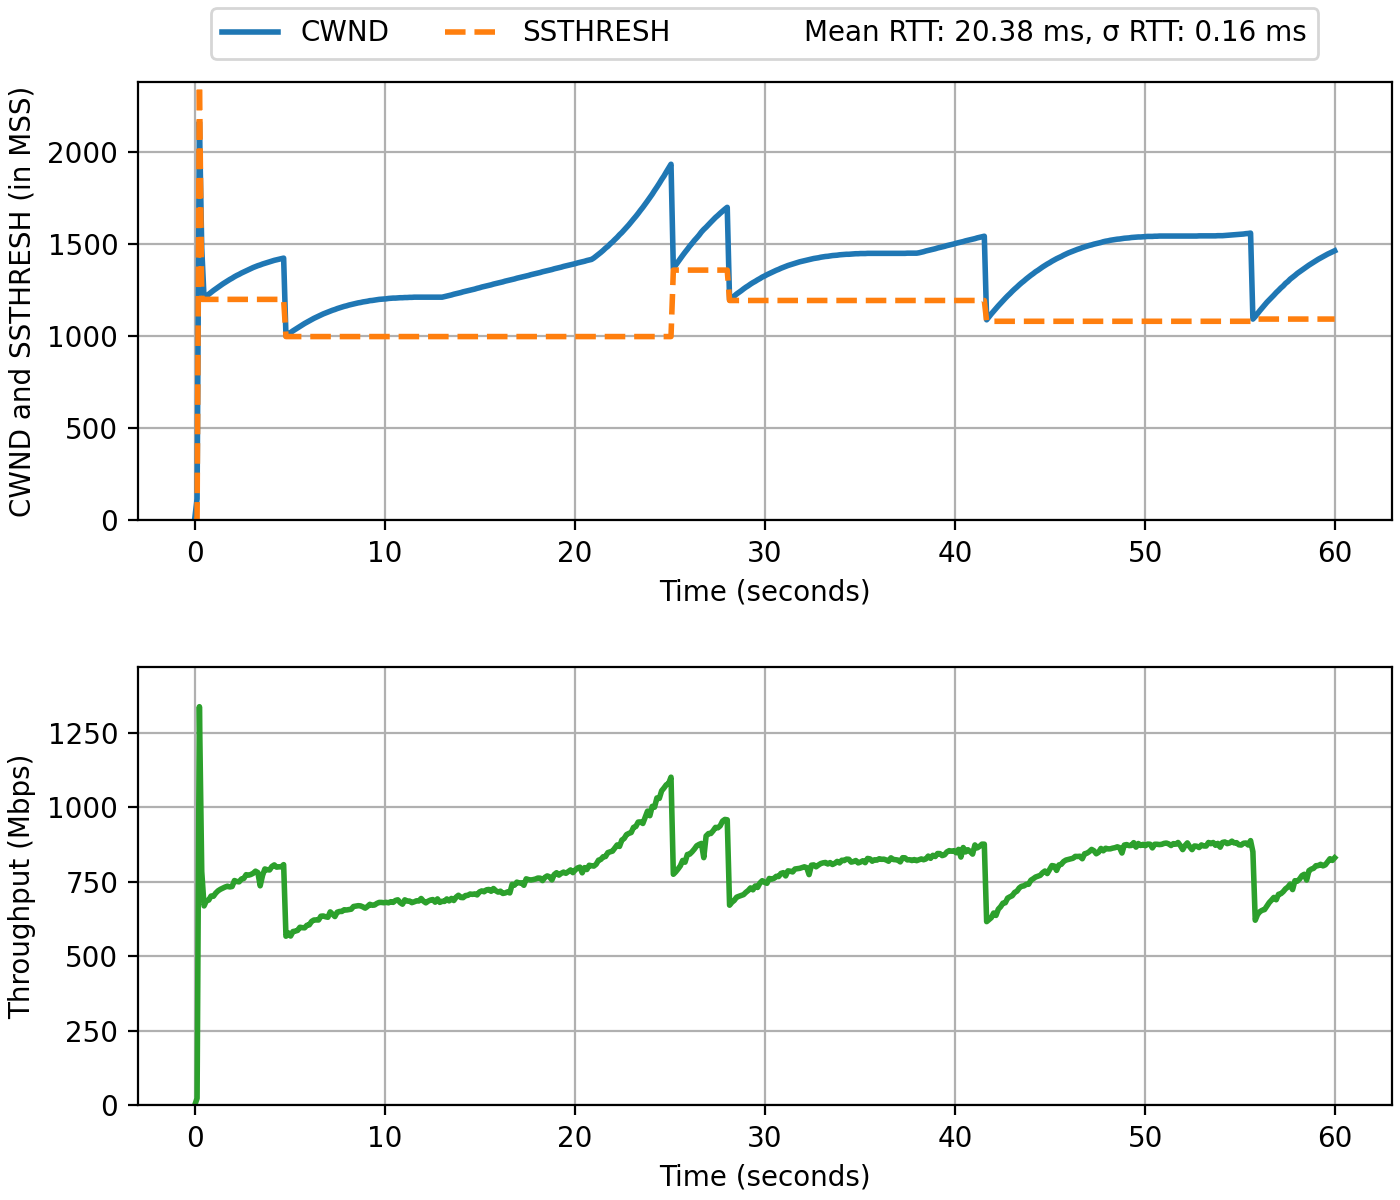 CWND SSTHRESH Mean RTT: 20.38 ms, σ RTT: 0.16 ms
CWND and SSTHRESH (in MSS)
2000
1500
1000
500
0
0 10 20 30 40 50 60
Time (seconds)
Throughput (Mbps)
1250
1000
750
500
250
0
0 10 20 30 40 50 60
Time (seconds)